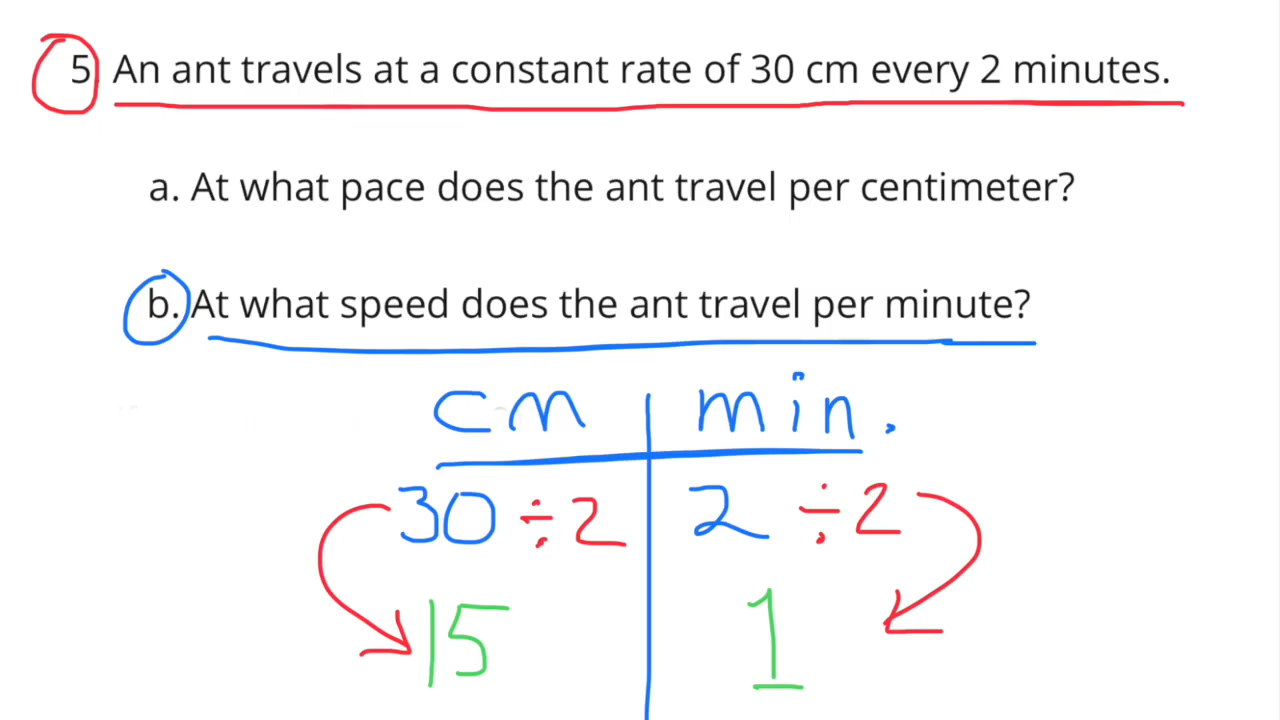 5 An ant travels at a constant rate of 30 cm every 2 minutes.
a. At what pace does the ant travel per centimeter?
b. At what speed does the ant travel per minute?
cm min.
30 ÷2 2 ÷2
15 1